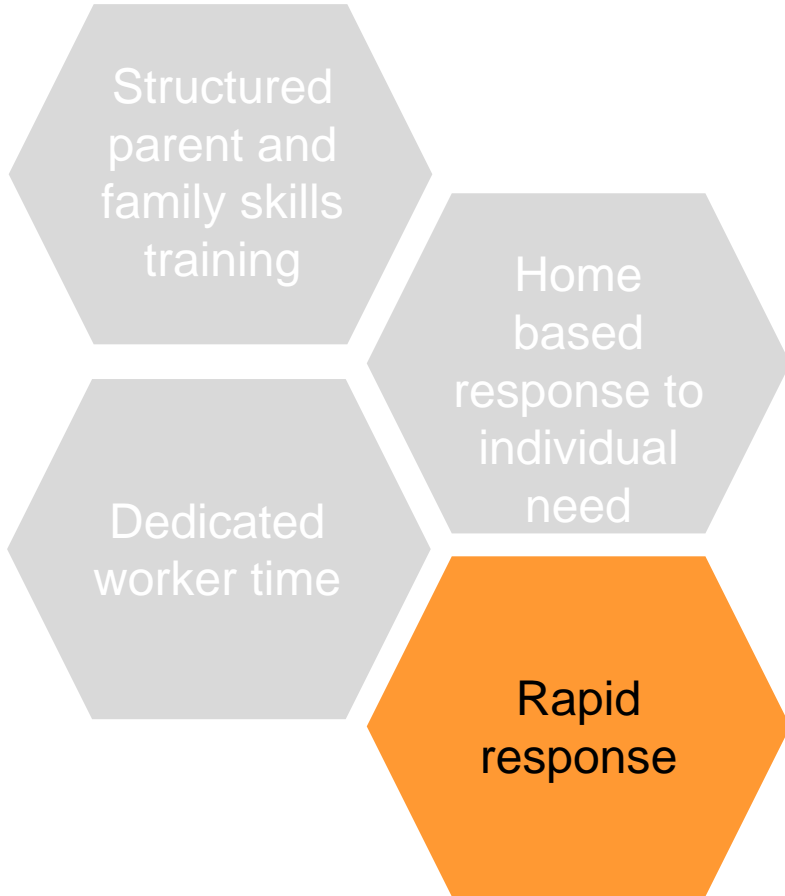 Structured
parent and
family skills
training
Home
based
response to
individual
need
Dedicated
worker time
Rapid
response